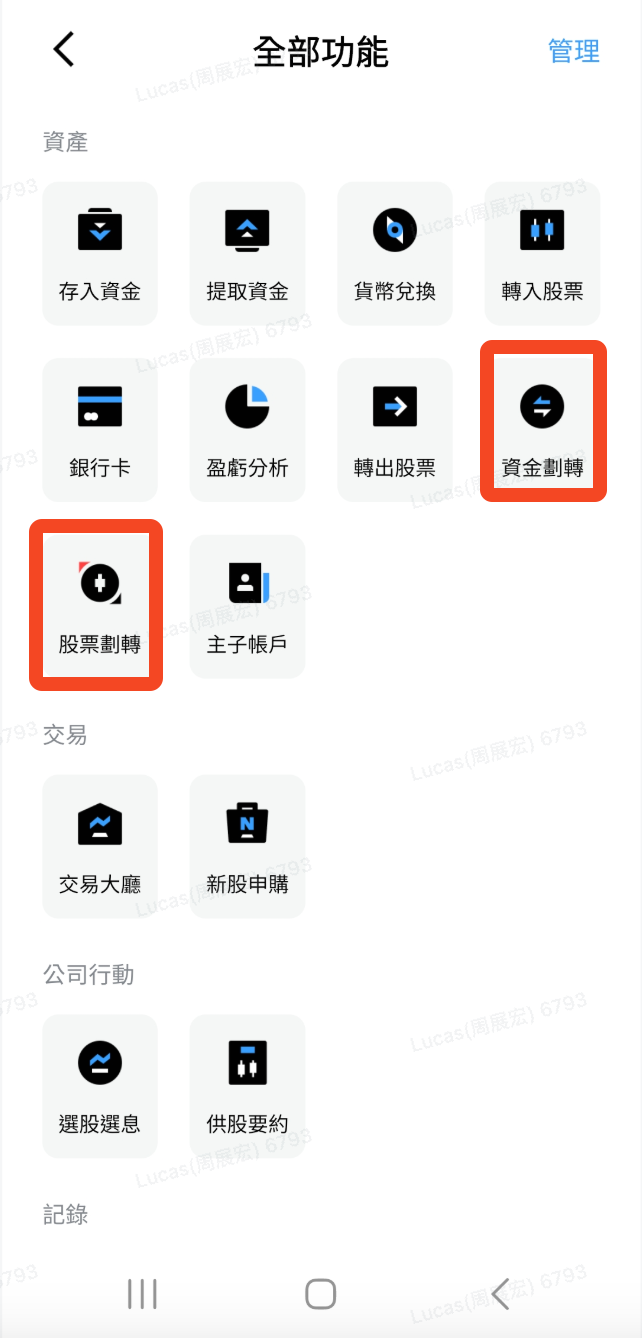 全部功能
管理
資產
存入資金
提取資金
貨幣兌換
轉入股票
銀行卡
盈虧分析
轉出股票
資金劃轉
股票劃轉
主子帳戶
交易
交易大廳
新股申購
公司行動
選股選息
供股要約
記錄
Lucas(周展宏) 6793